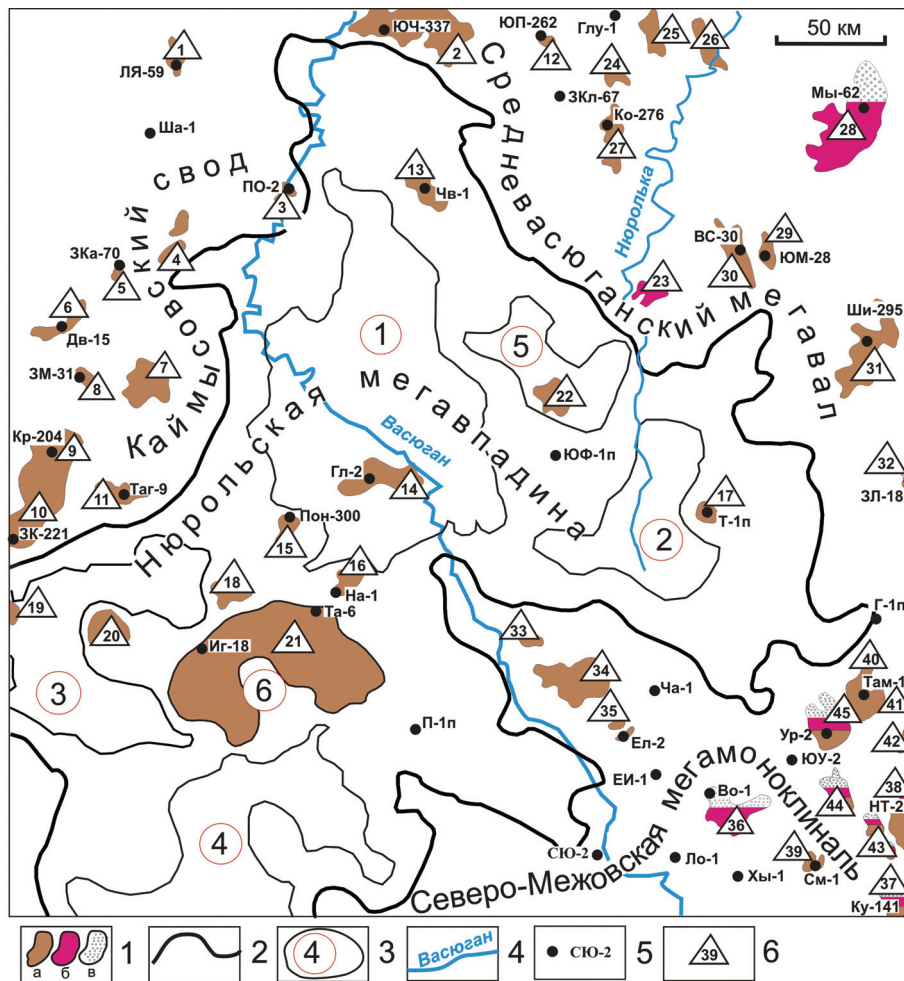 ЮЧ-337
ЮП-262
Глу-1
50 км
1
2
12
24
25
26
ЛЯ-59
ЗКл-67
Мы-62
Ша-1
Ко-276
27
28
Средневасюганский мегавал
Каймысовский свод
Нюрольская мегавпадина
Северо-Межовская мегамоноклиналь
Нюролька
Васюган
ПО-2
3
13
Чв-1
ВС-30
29
ЮМ-28
30
ЗКа-70
4
5
23
6
Дв-15
1
5
Ши-295
31
ЗМ-31
7
8
22
Кр-204
9
ЮФ-1п
32
ЗЛ-18
10
11
Таг-9
Гл-2
14
17
Т-1п
ЗК-221
Пон-300
15
2
16
На-1
18
19
Та-6
Г-1п
20
Иг-18
21
33
34
40
Там-1
3
6
35
Ча-1
45
41
П-1п
Ел-2
Ур-2
42
ЮУ-2
ЕИ-1
Во-1
38
НТ-2
36
44
4
43
СЮ-2
Ло-1
39
См-1
Хы-1
37
Ку-141
а б в 1
2
4 3
Васюган 4
СЮ-2 5
39 6